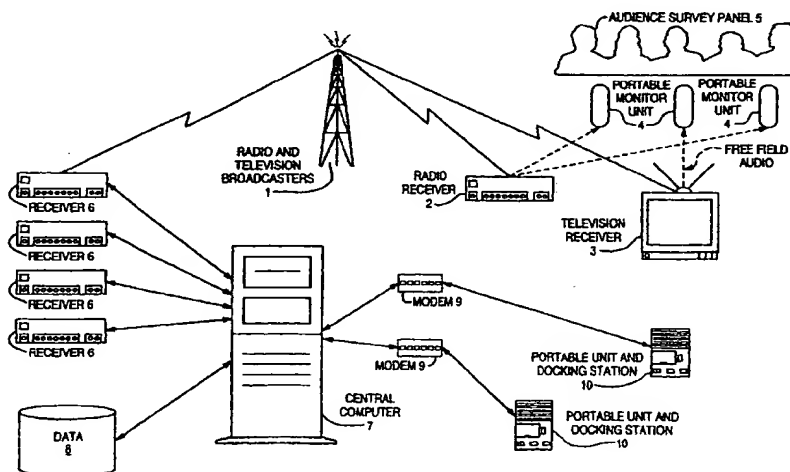 AUDIENCE SURVEY PANEL 5
PORTABLE
MONITOR
UNIT
4
PORTABLE
MONITOR
UNIT
4
FREE FIELD
AUDIO
RADIO AND
TELEVISION
BROADCASTERS
1
RADIO
RECEIVER
2
TELEVISION
RECEIVER
3
RECEIVER 6
RECEIVER 6
RECEIVER 6
RECEIVER 6
MODEM 9
MODEM 9
CENTRAL
COMPUTER
7
PORTABLE UNIT AND
DOCKING STATION
10
PORTABLE UNIT AND
DOCKING STATION
10
DATA
8